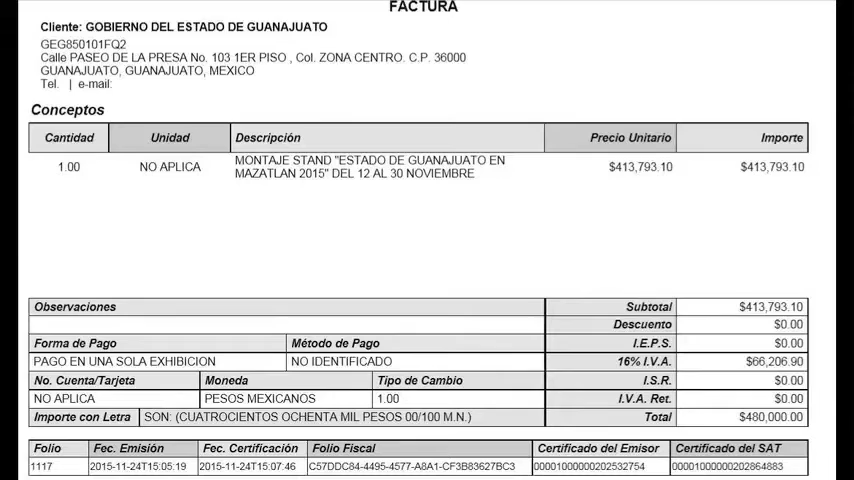 FACTURA
Cliente: GOBIERNO DEL ESTADO DE GUANAJUATO
GEG850101FQ2
Calle PASEO DE LA PRESA No. 103 1ER PISO , Col. ZONA CENTRO. C.P. 36000
GUANAJUATO, GUANAJUATO, MEXICO
Tel. | e-mail:
Conceptos
Cantidad Unidad Descripción Precio Unitario Importe
1.00 NO APLICA MONTAJE STAND "ESTADO DE GUANAJUATO EN $413,793.10 $413,793.10
MAZATLAN 2015" DEL 12 AL 30 NOVIEMBRE
Observaciones Subtotal $413,793.10
Descuento $0.00
Forma de Pago Método de Pago I.E.P.S. $0.00
PAGO EN UNA SOLA EXHIBICION NO IDENTIFICADO 16% I.V.A. $66,206.90
No. Cuenta/Tarjeta Moneda Tipo de Cambio I.S.R. $0.00
NO APLICA PESOS MEXICANOS 1.00 I.V.A. Ret. $0.00
Importe con Letra SON: (CUATROCIENTOS OCHENTA MIL PESOS 00/100 M.N.) Total $480,000.00
Folio Fec. Emisión Fec. Certificación Folio Fiscal Certificado del Emisor Certificado del SAT
1117 2015-11-24T15:05:19 2015-11-24T15:07:46 C57DDC84-4495-4577-A8A1-CF3B83627BC3 00001000000202532754 00001000000202864883